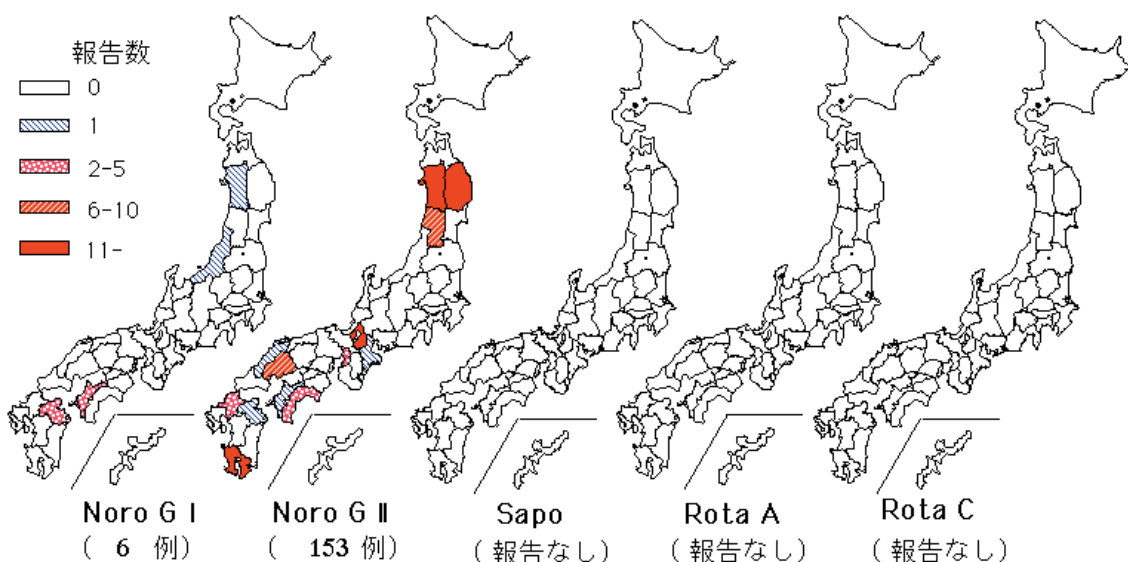 報告数
0
1
2-5
6-10
11-
Noro G Ⅰ
( 6 例)
Noro G Ⅱ
( 153 例)
Sapo
(報告なし)
Rota A
(報告なし)
Rota C
(報告なし)